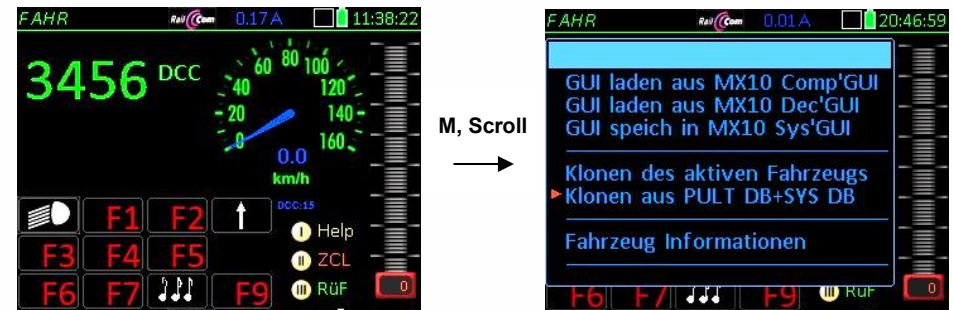 FAHR RailCom 0.17 A 11:38:22
3456 DCC
0 20 40 60 80 100 120 140 160
0.0
km/h
DCC:15
F1 F2
I Help
F3 F4 F5
II ZCL
F6 F7 F9
III RüF
0
M, Scroll
FAHR RailCom 0.01 A 20:46:59
GUI laden aus MX10 Comp'GUI
GUI laden aus MX10 Dec'GUI
GUI speich in MX10 Sys'GUI
Klonen des aktiven Fahrzeugs
Klonen aus PULT DB+SYS DB
Fahrzeug Informationen
F6 F7 F9 III RüF
0